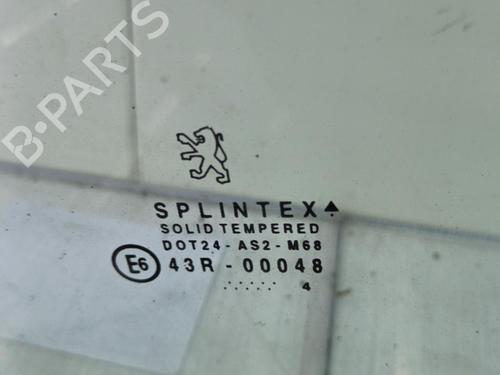 B-PARTS
SPLINTEX
SOLID TEMPERED
DOT24-AS2-M68
E6 43R-00048
...... 4